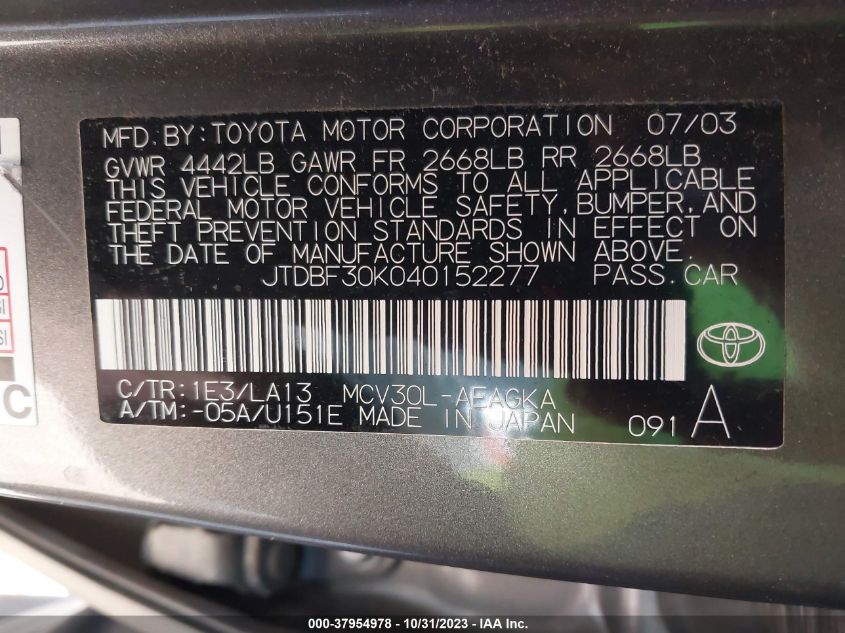 MFD.BY:TOYOTA MOTOR CORPORATION 07/03
GVWR 4442LB GAWR FR 2668LB RR 2668LB
THIS VEHICLE CONFORMS TO ALL APPLICABLE
FEDERAL MOTOR VEHICLE SAFETY,BUMPER,AND
THEFT PREVENTION STANDARDS IN EFFECT ON
THE DATE OF MANUFACTURE SHOWN ABOVE.
JTDBF30K040152277 PASS.CAR
C/TR:1E3/LA13 MCV30L-AEAGKA
A/TM:-05A/U151E MADE IN JAPAN 091 A
C
000-37954978 - 10/31/2023 - IAA Inc.